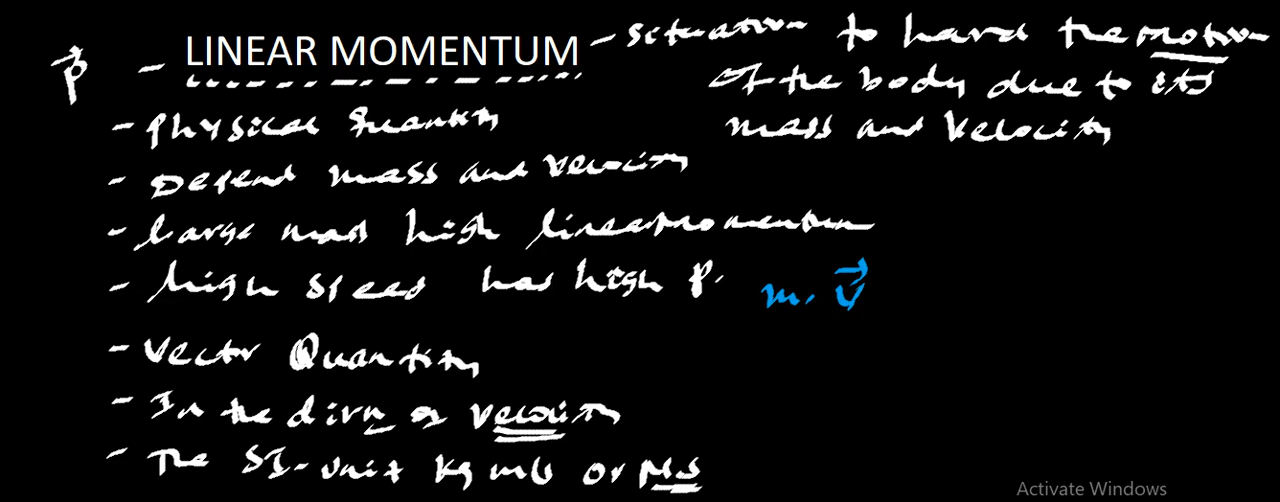 p⃗ - LINEAR MOMENTUM - situation to hard the motion
of the body due to its
mass and velocity
- Physical Quantity
- Depend mass and velocity
- large mass high linear momentum
- high speed has high p.
m. v⃗
- Vector Quantity
- In the dirn of velocity
- The SI-unit kg m/s or NS
Activate Windows